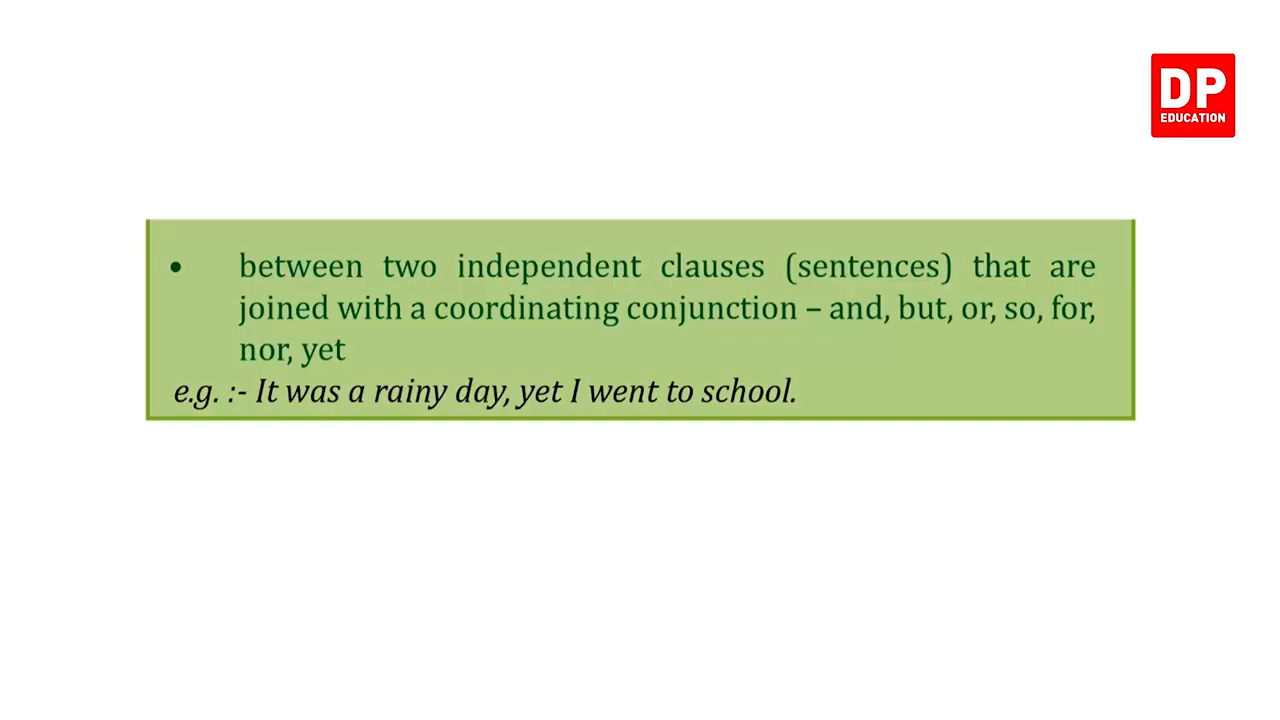 DP
EDUCATION
• between two independent clauses (sentences) that are
joined with a coordinating conjunction – and, but, or, so, for,
nor, yet
e.g. :- It was a rainy day, yet I went to school.